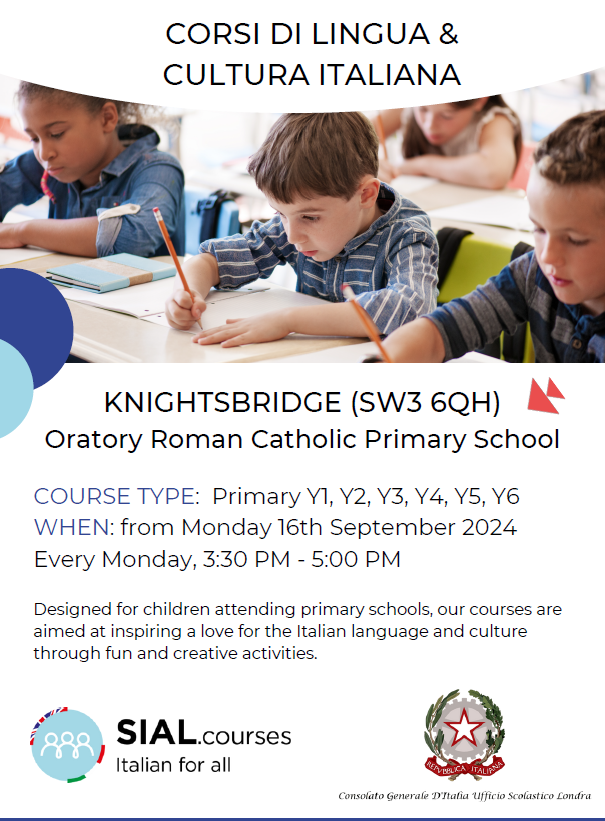 CORSI DI LINGUA &
CULTURA ITALIANA
KNIGHTSBRIDGE (SW3 6QH)
Oratory Roman Catholic Primary School
COURSE TYPE: Primary Y1, Y2, Y3, Y4, Y5, Y6
WHEN: from Monday 16th September 2024
Every Monday, 3:30 PM - 5:00 PM
Designed for children attending primary schools, our courses are
aimed at inspiring a love for the Italian language and culture
through fun and creative activities.
SIAL.courses
Italian for all
REPVBBLICA ITALIANA
Consolato Generale D'Italia Ufficio Scolastico Londra